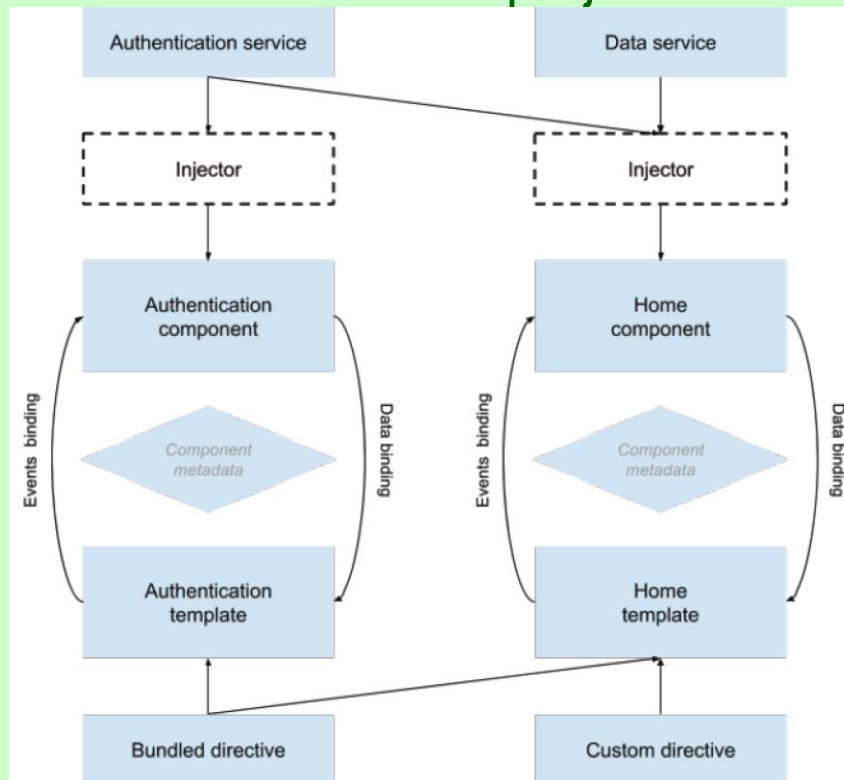 Authentication service
Data service
Injector
Injector
Authentication
component
Home
component
Events binding
Data binding
Events binding
Data binding
Component
metadata
Component
metadata
Authentication
template
Home
template
Bundled directive
Custom directive